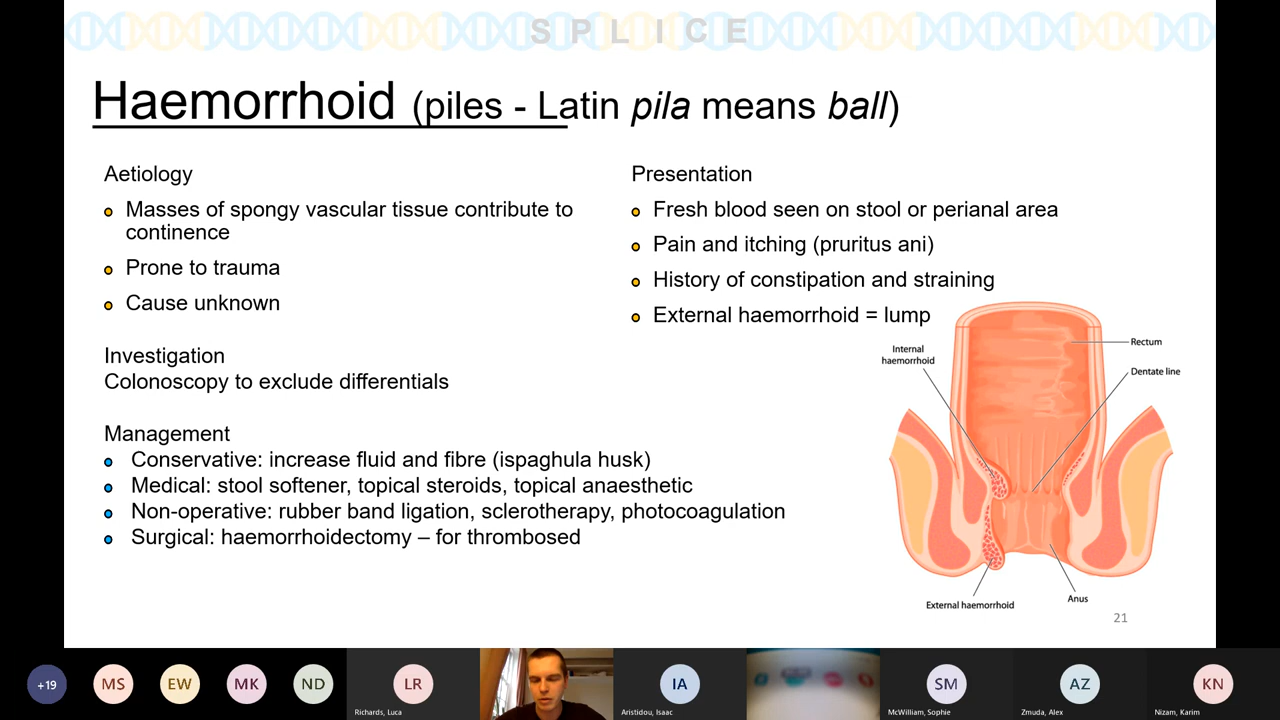 S P L I C E
Haemorrhoid (piles - Latin pila means ball)
Aetiology
Masses of spongy vascular tissue contribute to
continence
Prone to trauma
Cause unknown
Investigation
Colonoscopy to exclude differentials
Management
Conservative: increase fluid and fibre (ispaghula husk)
Medical: stool softener, topical steroids, topical anaesthetic
Non-operative: rubber band ligation, sclerotherapy, photocoagulation
Surgical: haemorrhoidectomy – for thrombosed
Presentation
Fresh blood seen on stool or perianal area
Pain and itching (pruritus ani)
History of constipation and straining
External haemorrhoid = lump
Internal
haemorrhoid
Rectum
Dentate line
External haemorrhoid
Anus
21
+19
MS
EW
MK
ND
LR
Richards, Luca
IA
Aristidou, Isaac
SM
McWilliam, Sophie
AZ
Zmuda, Alex
KN
Nizam, Karim